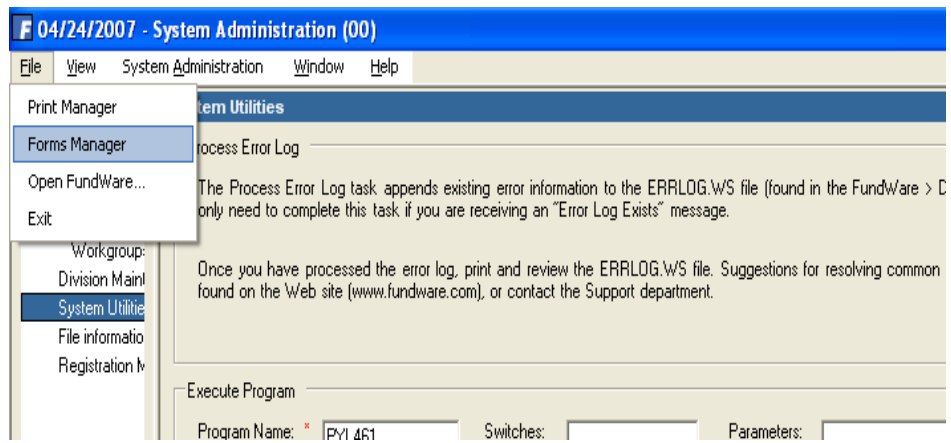 F 04/24/2007 - System Administration (00)
File View System Administration Window Help
Print Manager
Forms Manager
Open FundWare...
Exit
Workgroups
Division Maint
System Utilitie
File informatio
Registration M
tem Utilities
rocess Error Log
The Process Error Log task appends existing error information to the ERRLOG.WS file (found in the FundWare > D
only need to complete this task if you are receiving an "Error Log Exists" message.
Once you have processed the error log, print and review the ERRLOG.WS file. Suggestions for resolving common
found on the Web site (www.fundware.com), or contact the Support department.
Execute Program
Program Name: * PYL461 Switches: Parameters: